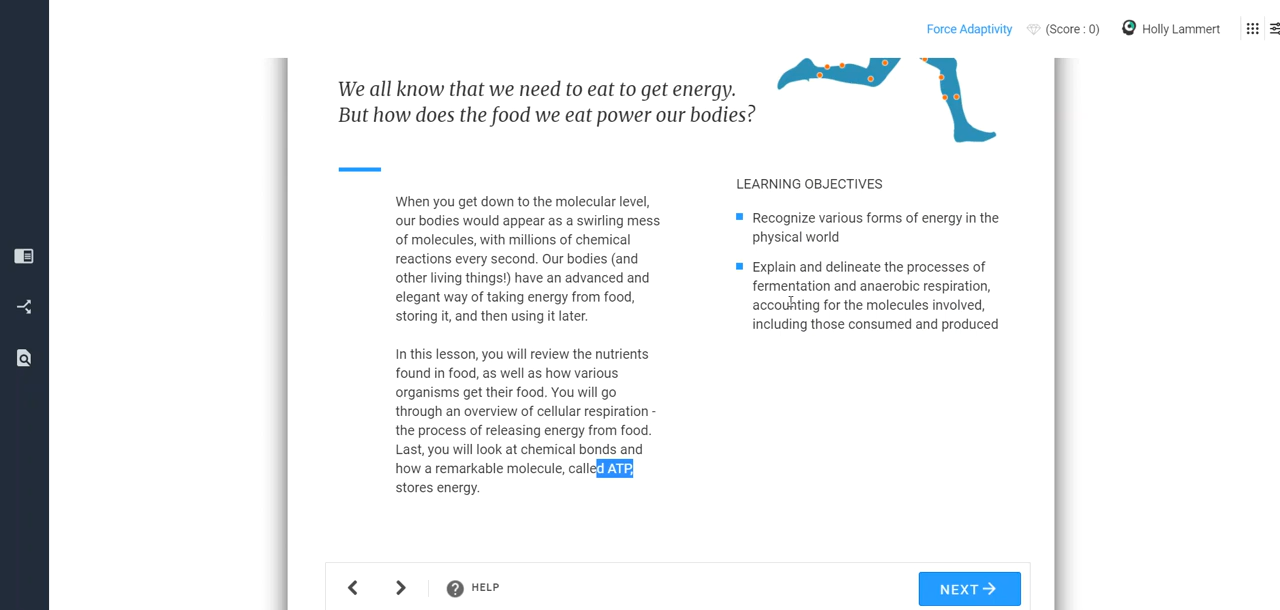 Force Adaptivity (Score : 0) Holly Lammert
We all know that we need to eat to get energy.
But how does the food we eat power our bodies?
When you get down to the molecular level,
our bodies would appear as a swirling mess
of molecules, with millions of chemical
reactions every second. Our bodies (and
other living things!) have an advanced and
elegant way of taking energy from food,
storing it, and then using it later.
In this lesson, you will review the nutrients
found in food, as well as how various
organisms get their food. You will go
through an overview of cellular respiration -
the process of releasing energy from food.
Last, you will look at chemical bonds and
how a remarkable molecule, called ATP,
stores energy.
LEARNING OBJECTIVES
Recognize various forms of energy in the
physical world
Explain and delineate the processes of
fermentation and anaerobic respiration,
accounting for the molecules involved,
including those consumed and produced
HELP
NEXT